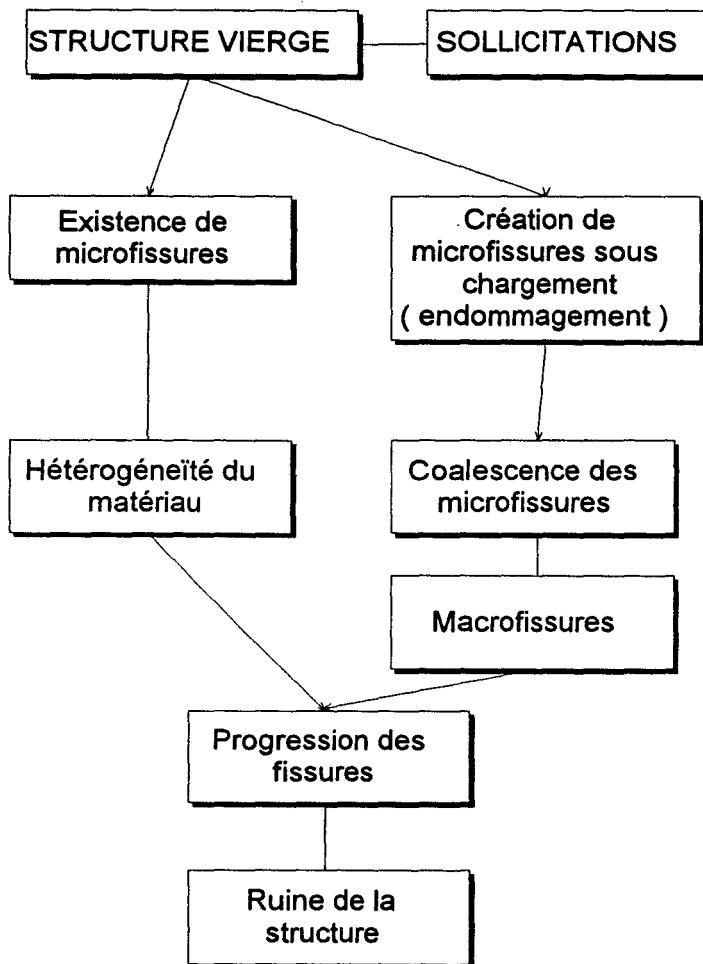 STRUCTURE VIERGE
SOLLICITATIONS
Existence de
microfissures
Création de
microfissures sous
chargement
( endommagement )
Hétérogéneïté du
matériau
Coalescence des
microfissures
Macrofissures
Progression des
fissures
Ruine de la
structure